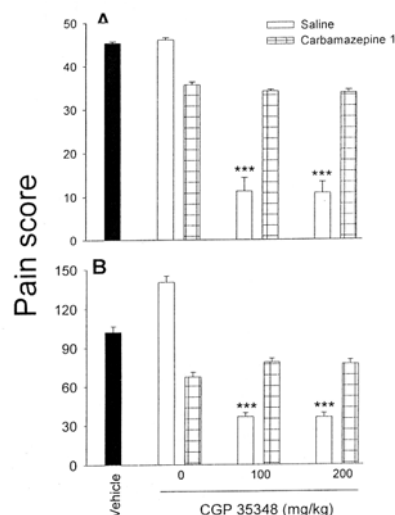 A
Saline
Carbamazepine 1
50
40
30
20
10
0
***
***
Pain score
B
150
120
90
60
30
0
***
***
Vehicle
0
100
200
CGP 35348 (mg/kg)